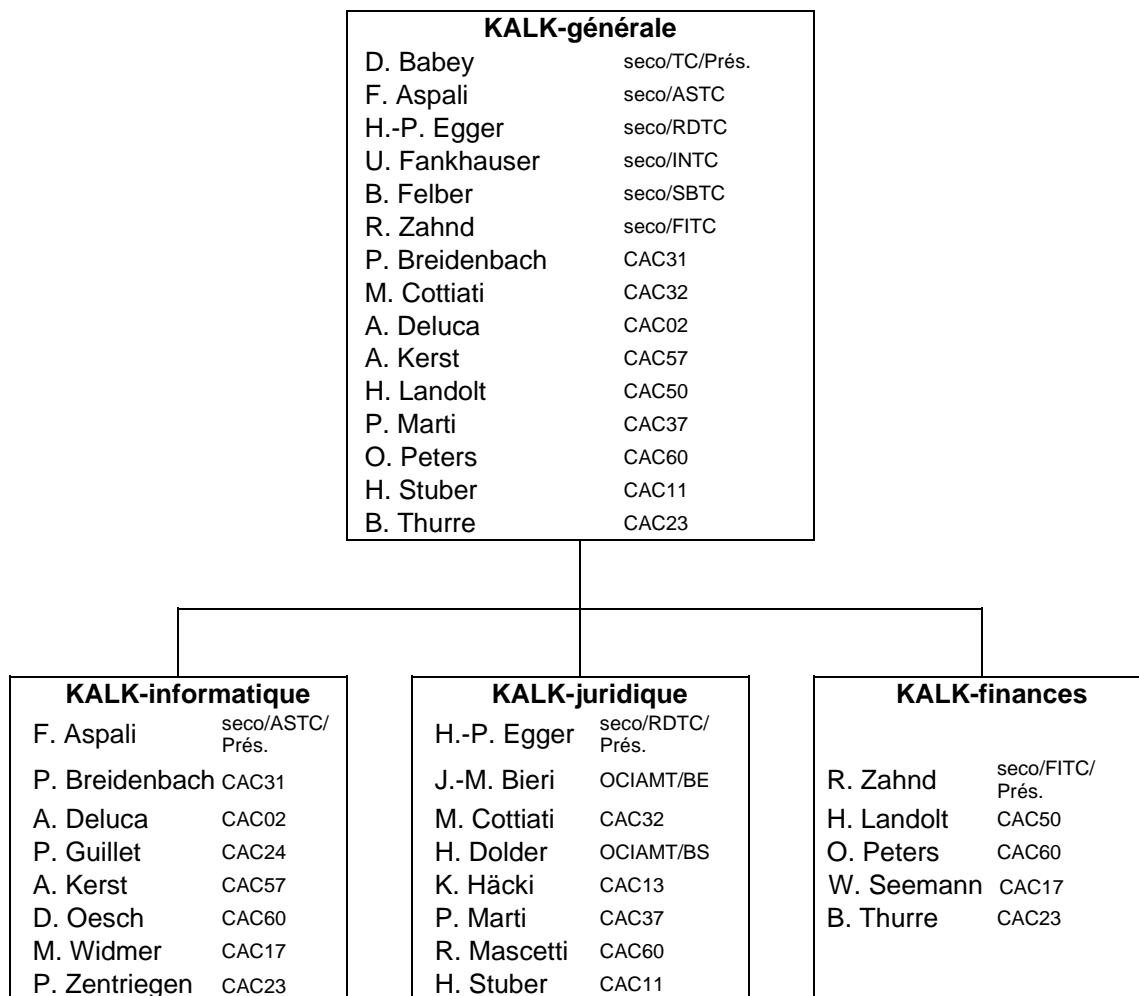 KALK-générale
D. Babey seco/TC/Prés.
F. Aspali seco/ASTC
H.-P. Egger seco/RDTC
U. Fankhauser seco/INTC
B. Felber seco/SBTC
R. Zahnd seco/FITC
P. Breidenbach CAC31
M. Cottiati CAC32
A. Deluca CAC02
A. Kerst CAC57
H. Landolt CAC50
P. Marti CAC37
O. Peters CAC60
H. Stuber CAC11
B. Thurre CAC23
KALK-informatique
F. Aspali seco/ASTC/
Prés.
P. Breidenbach CAC31
A. Deluca CAC02
P. Guillet CAC24
A. Kerst CAC57
D. Oesch CAC60
M. Widmer CAC17
P. Zentriegen CAC23
KALK-juridique
H.-P. Egger seco/RDTC/
Prés.
J.-M. Bieri OCIAMT/BE
M. Cottiati CAC32
H. Dolder OCIAMT/BS
K. Häcki CAC13
P. Marti CAC37
R. Mascetti CAC60
H. Stuber CAC11
KALK-finances
R. Zahnd seco/FITC/
Prés.
H. Landolt CAC50
O. Peters CAC60
W. Seemann CAC17
B. Thurre CAC23